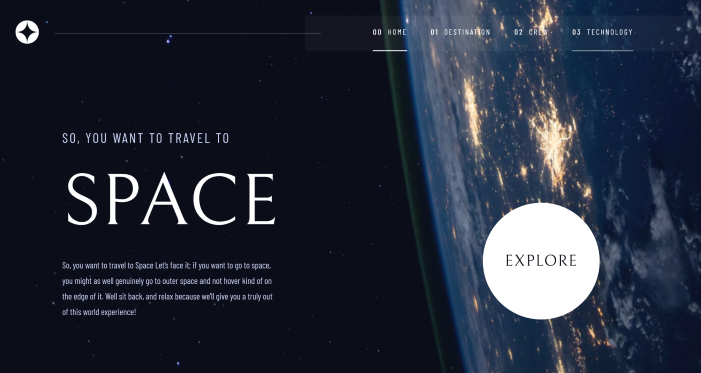 00 HOME 01 DESTINATION 02 CREW 03 TECHNOLOGY
SO, YOU WANT TO TRAVEL TO
SPACE
So, you want to travel to Space Let's face it; if you want to go to space,
you might as well genuinely go to outer space and not hover kind of on
the edge of it. Well sit back, and relax because we'll give you a truly out
of this world experience!
EXPLORE